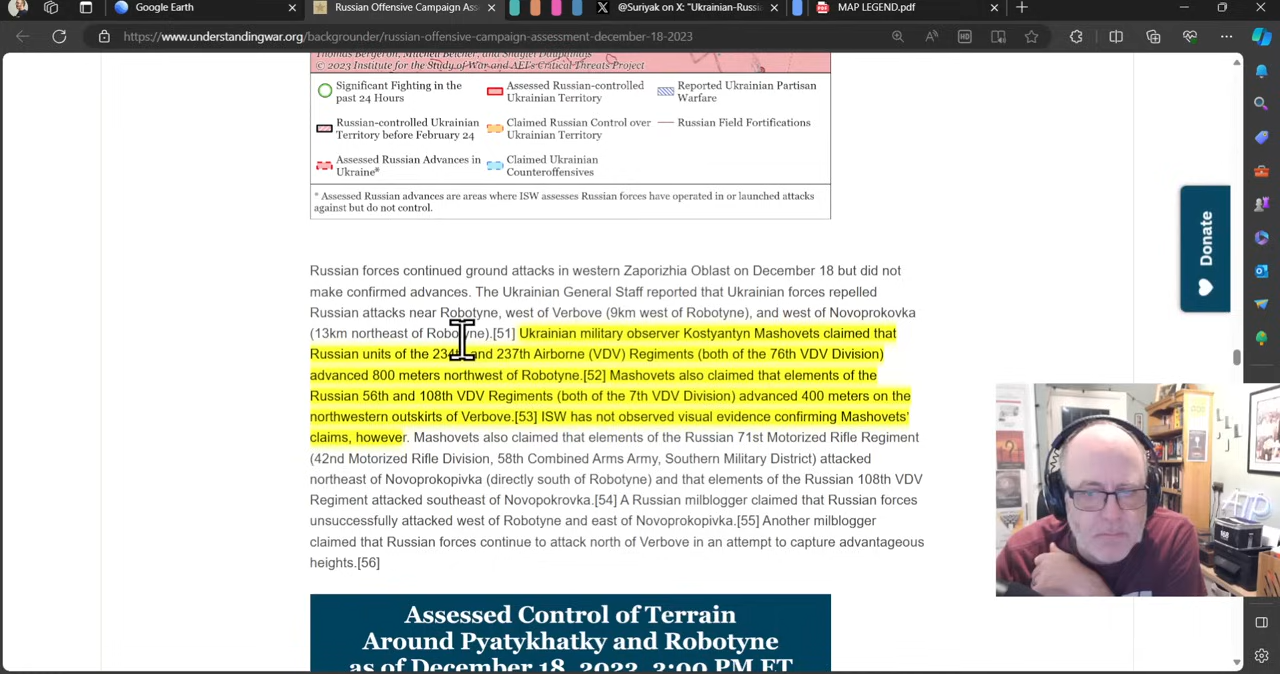 Google Earth
Russian Offensive Campaign Ass
@Suriyak on X: "Ukrainian-Russi
MAP LEGEND.pdf
https://www.understandingwar.org/backgrounder/russian-offensive-campaign-assessment-december-18-2023
Thomas Bergeron, Mitchell Belcher, and
© 2023 Institute for the Study of War and AEI's Critical Threats Project
Significant Fighting in the past 24 Hours
Assessed Russian-controlled Ukrainian Territory
Reported Ukrainian Partisan Warfare
Russian-controlled Ukrainian Territory before February 24
Claimed Russian Control over Ukrainian Territory
Russian Field Fortifications
Assessed Russian Advances in Ukraine*
Claimed Ukrainian Counteroffensives
* Assessed Russian advances are areas where ISW assesses Russian forces have operated in or launched attacks
against but do not control.
Donate
Russian forces continued ground attacks in western Zaporizhia Oblast on December 18 but did not
make confirmed advances. The Ukrainian General Staff reported that Ukrainian forces repelled
Russian attacks near Robotyne, west of Verbove (9km west of Robotyne), and west of Novoprokovka
(13km northeast of Robotyne).[51] Ukrainian military observer Kostyantyn Mashovets claimed that
Russian units of the 234th and 237th Airborne (VDV) Regiments (both of the 76th VDV Division)
advanced 800 meters northwest of Robotyne.[52] Mashovets also claimed that elements of the
Russian 56th and 108th VDV Regiments (both of the 7th VDV Division) advanced 400 meters on the
northwestern outskirts of Verbove.[53] ISW has not observed visual evidence confirming Mashovets'
claims, however. Mashovets also claimed that elements of the Russian 71st Motorized Rifle Regiment
(42nd Motorized Rifle Division, 58th Combined Arms Army, Southern Military District) attacked
northeast of Novoprokopivka (directly south of Robotyne) and that elements of the Russian 108th VDV
Regiment attacked southeast of Novopokrovka.[54] A Russian milblogger claimed that Russian forces
unsuccessfully attacked west of Robotyne and east of Novoprokopivka.[55] Another milblogger
claimed that Russian forces continue to attack north of Verbove in an attempt to capture advantageous
heights.[56]
Assessed Control of Terrain
Around Pyatykhatky and Robotyne
as of December 18, 2023, 3:00 PM ET